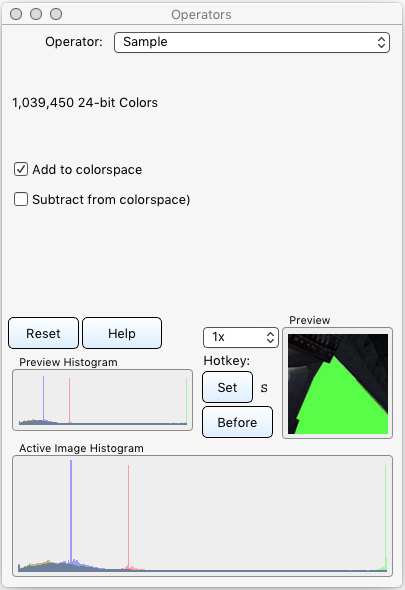 Operators
Operator: Sample
1,039,450 24-bit Colors
Add to colorspace
Subtract from colorspace)
Preview
Reset Help 1x
Preview Histogram
Hotkey:
Set S
Before
Active Image Histogram